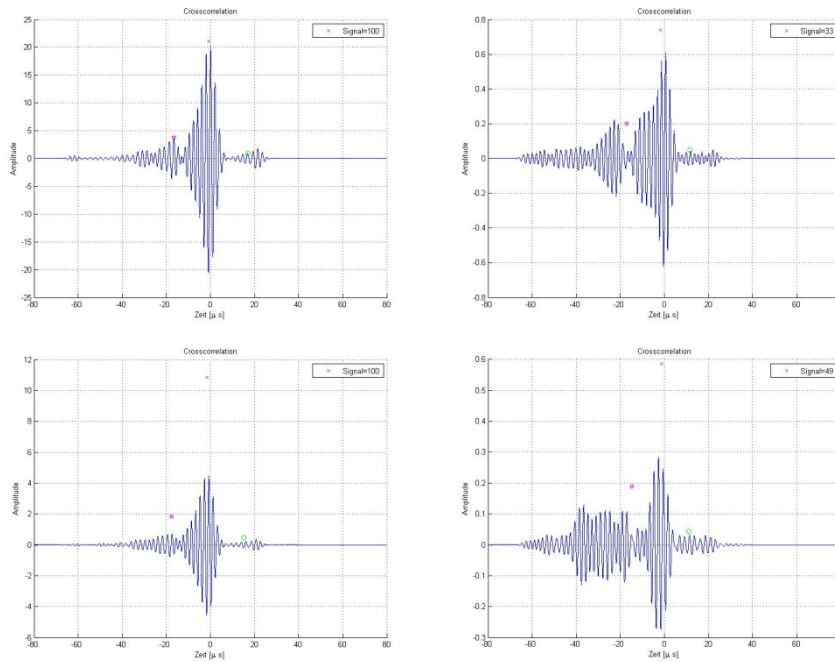 Crosscorrelation
Signal=100
25
20
15
10
5
0
-5
-10
-15
-20
25
Amplitude
-80 -60 -40 -20 0 20 40 60 80
Zeit [μ s]
Crosscorrelation
Signal=33
0.8
0.6
0.4
0.2
0
-0.2
-0.4
-0.6
-0.8
Amplitude
-80 -60 -40 -20 0 20 40 60 80
Zeit [μ s]
Crosscorrelation
Signal=100
12
10
8
6
4
2
0
-2
-4
-6
Amplitude
-80 -60 -40 -20 0 20 40 60 80
Zeit [μ s]
Crosscorrelation
Signal=49
0.6
0.5
0.4
0.3
0.2
0.1
0
-0.1
-0.2
-0.3
Amplitude
-80 -60 -40 -20 0 20 40 60 80
Zeit [μ s]